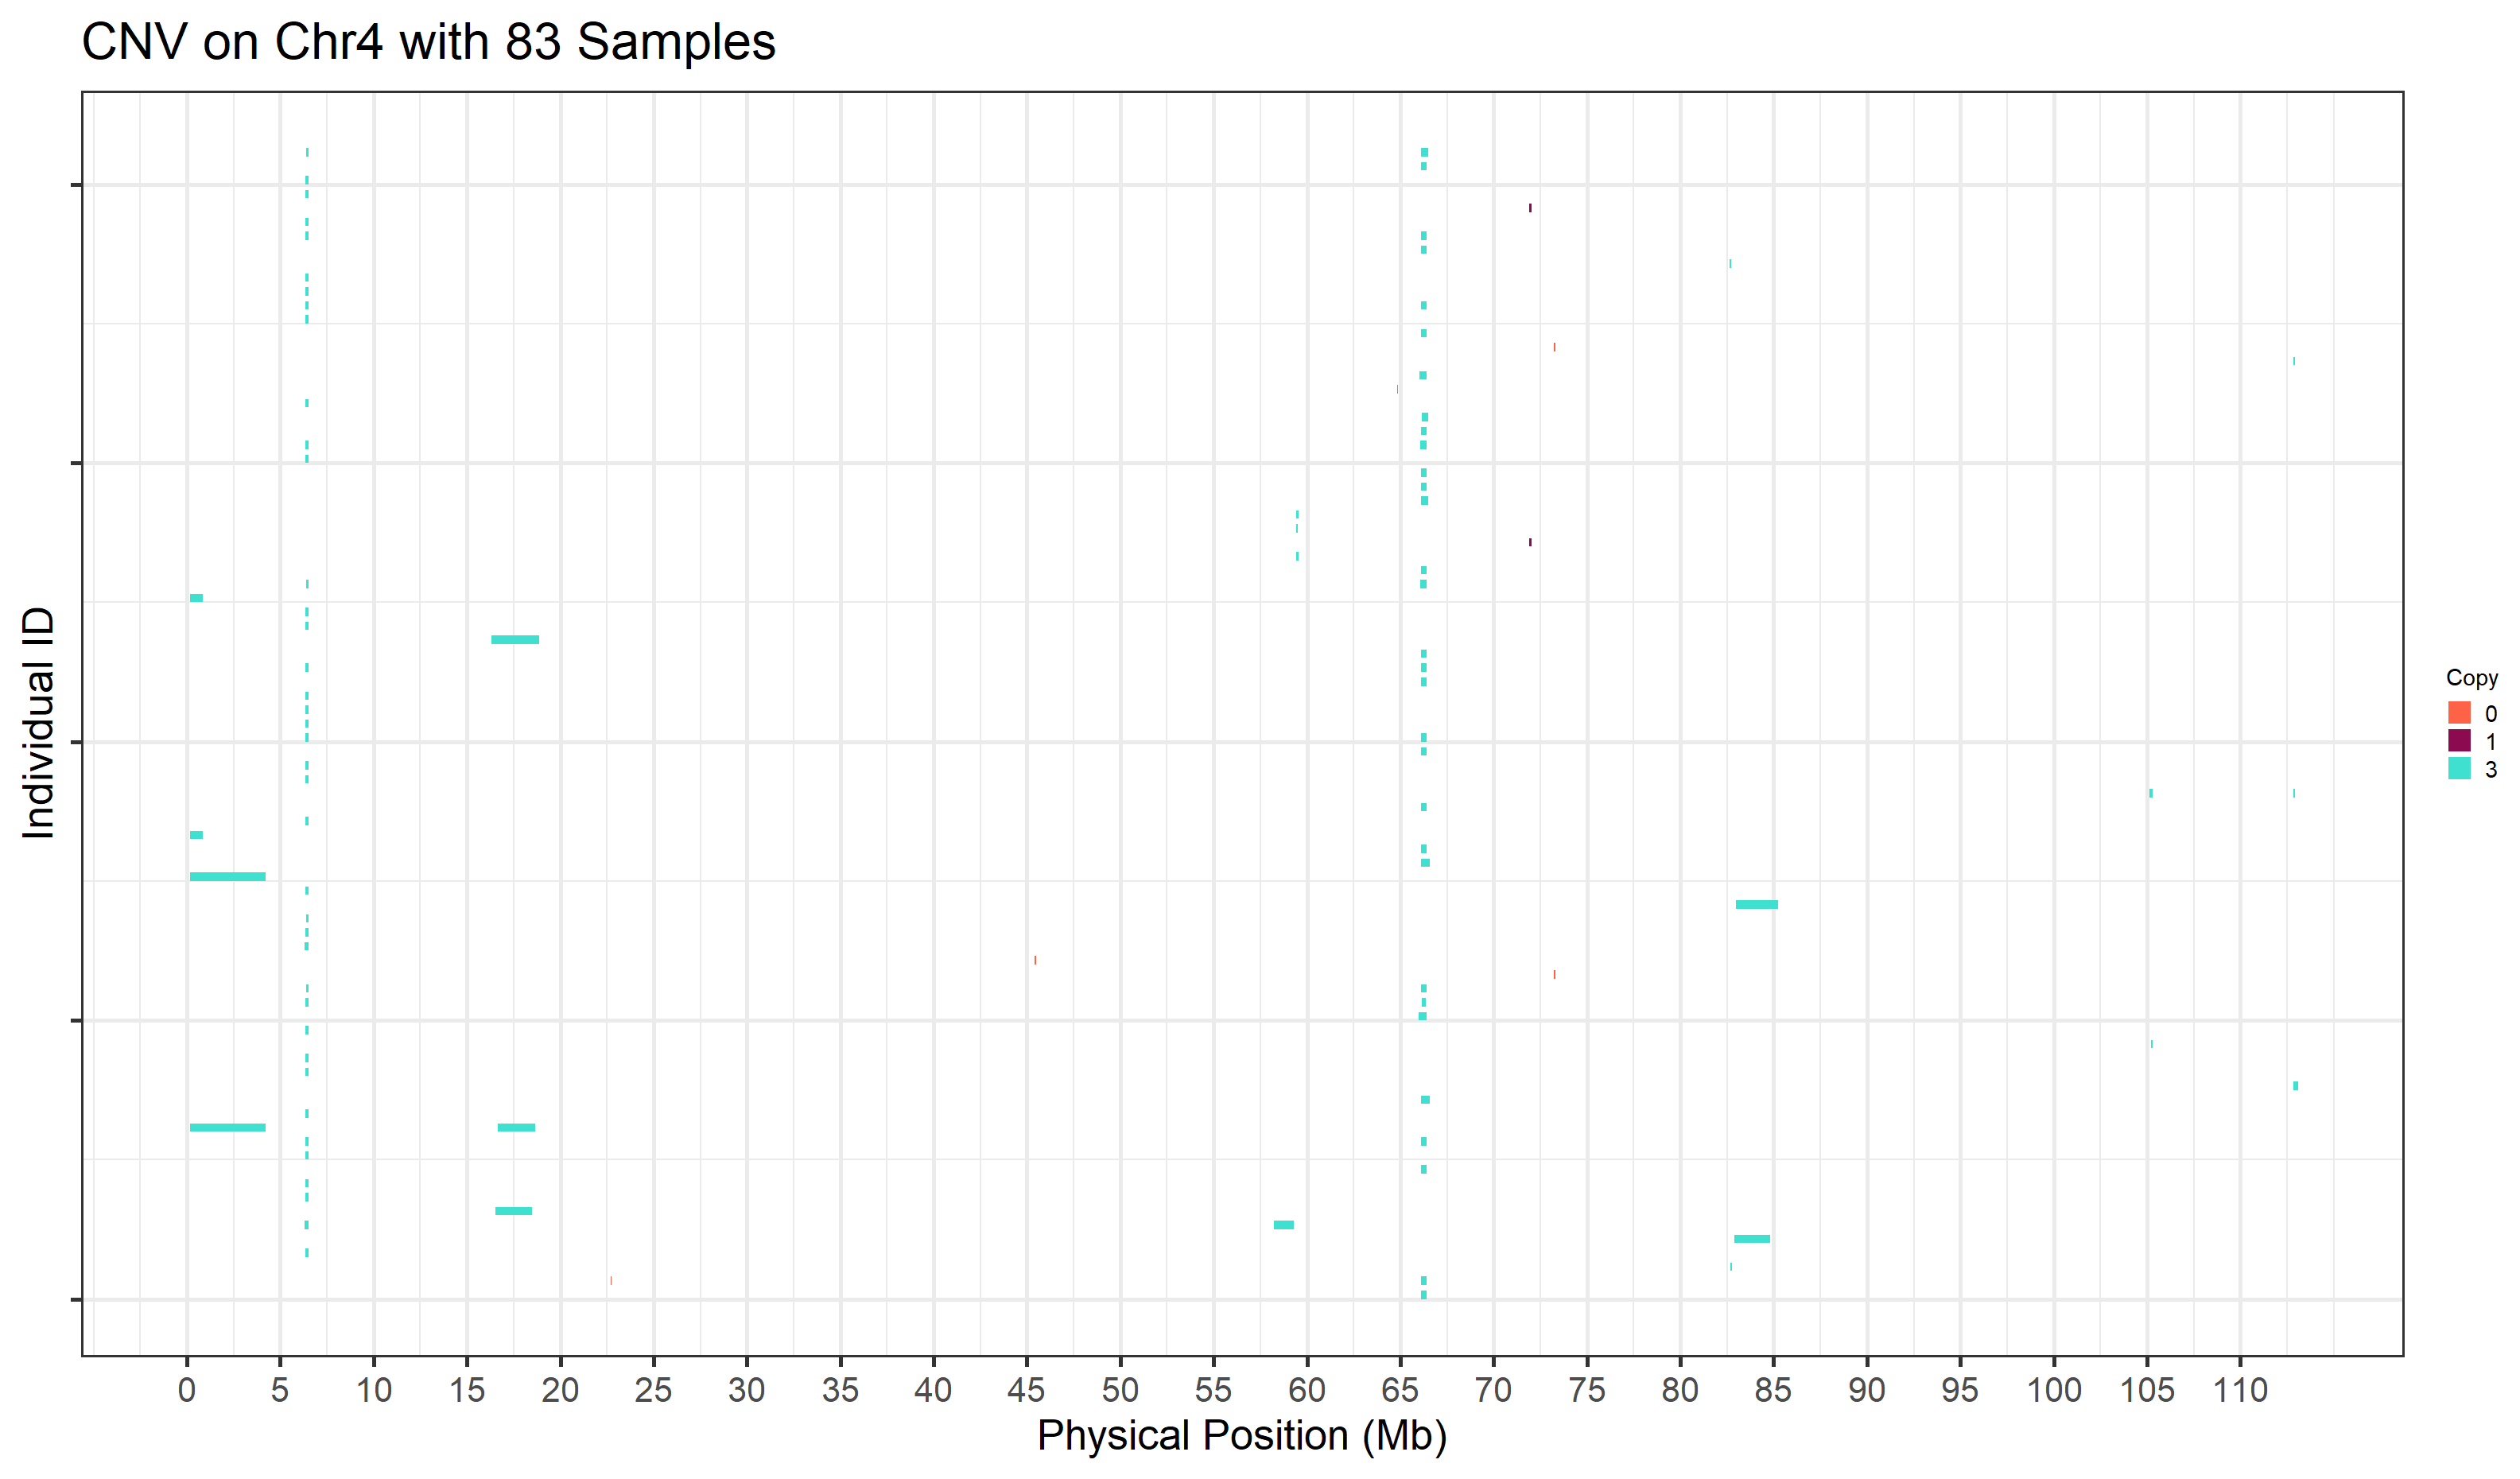 CNV on Chr4 with 83 Samples
Individual ID
Copy
0
1
3
0 5 10 15 20 25 30 35 40 45 50 55 60 65 70 75 80 85 90 95 100 105 110
Physical Position (Mb)